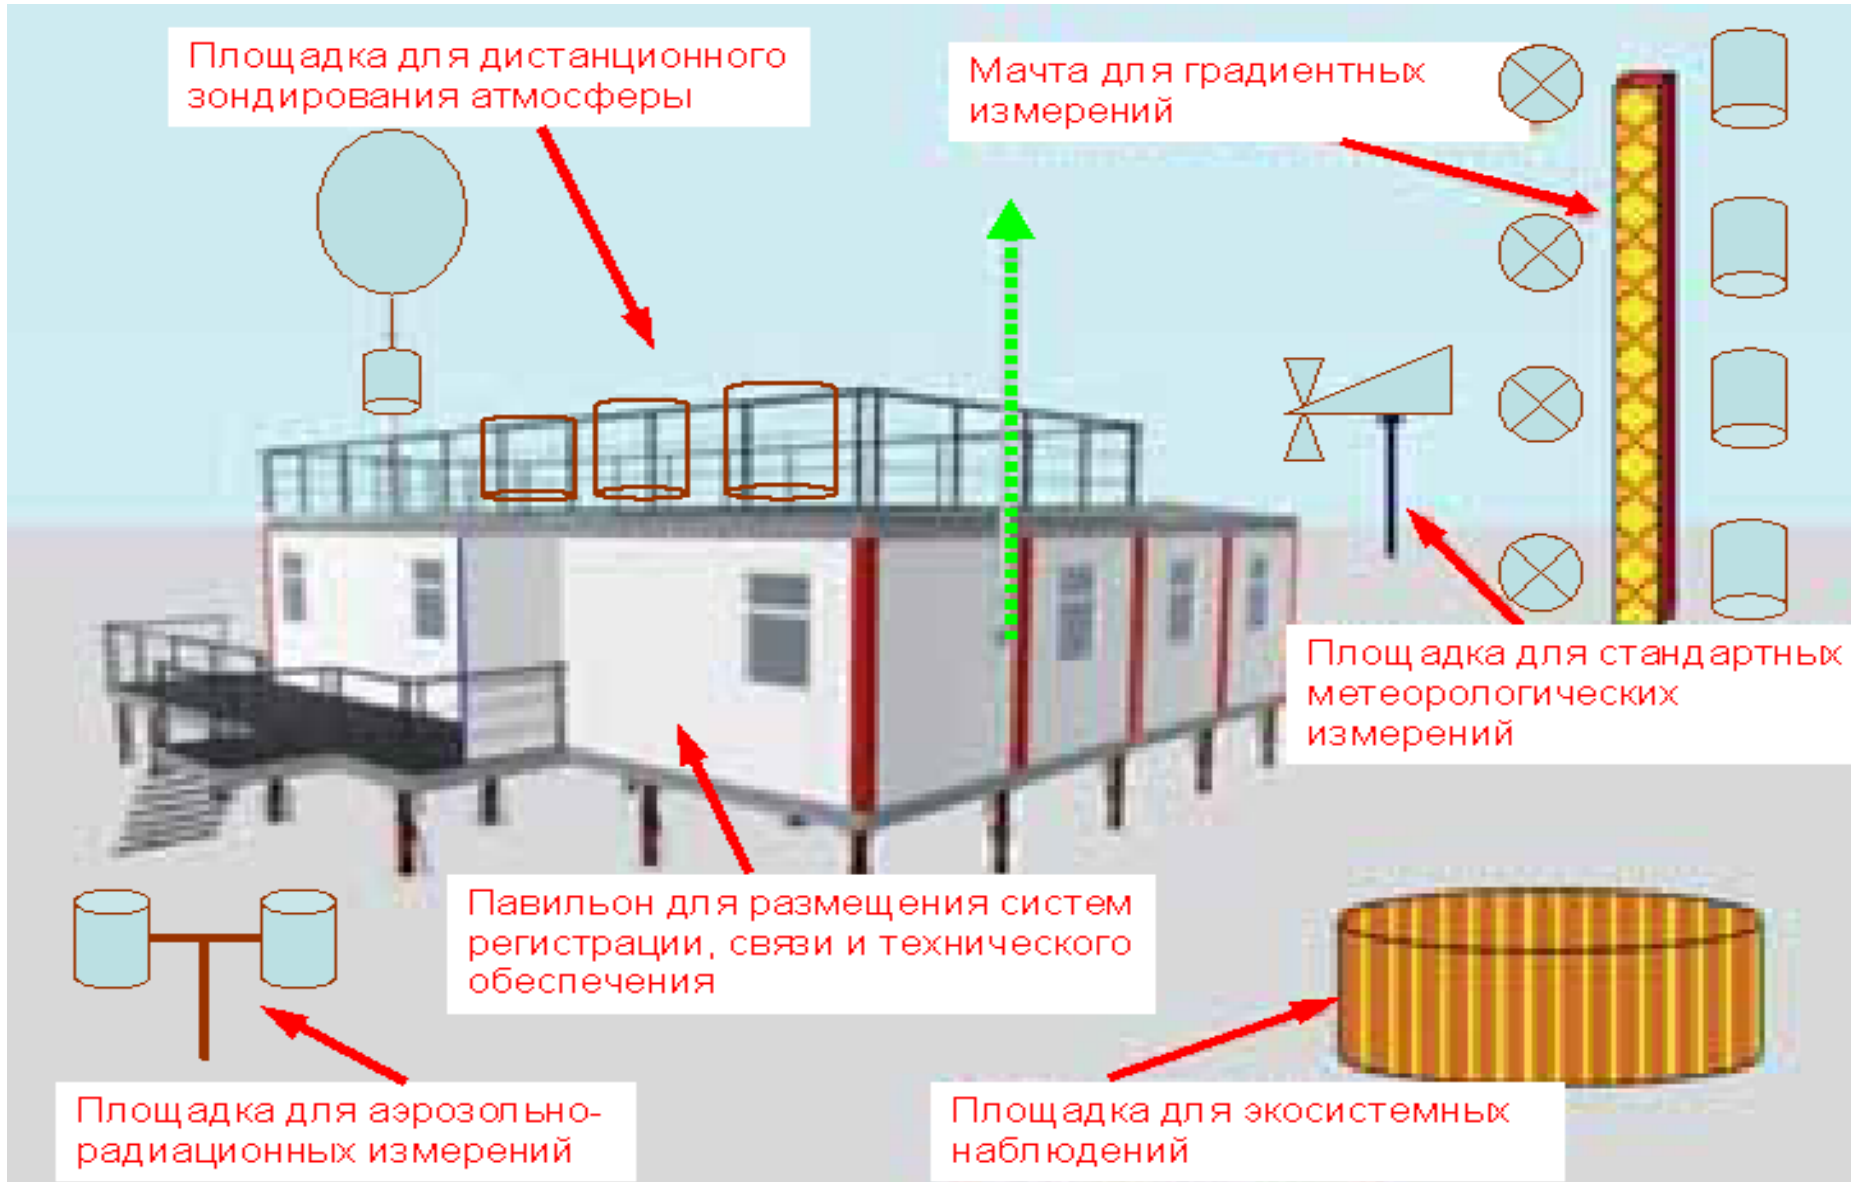 Площадка для дистанционного
зондирования атмосферы
Мачта для градиентных
измерений
Площадка для стандартных
метеорологических
измерений
Павильон для размещения систем
регистрации, связи и технического
обеспечения
Площадка для аэрозольно-
радиационных измерений
Площадка для экосистемных
наблюдений